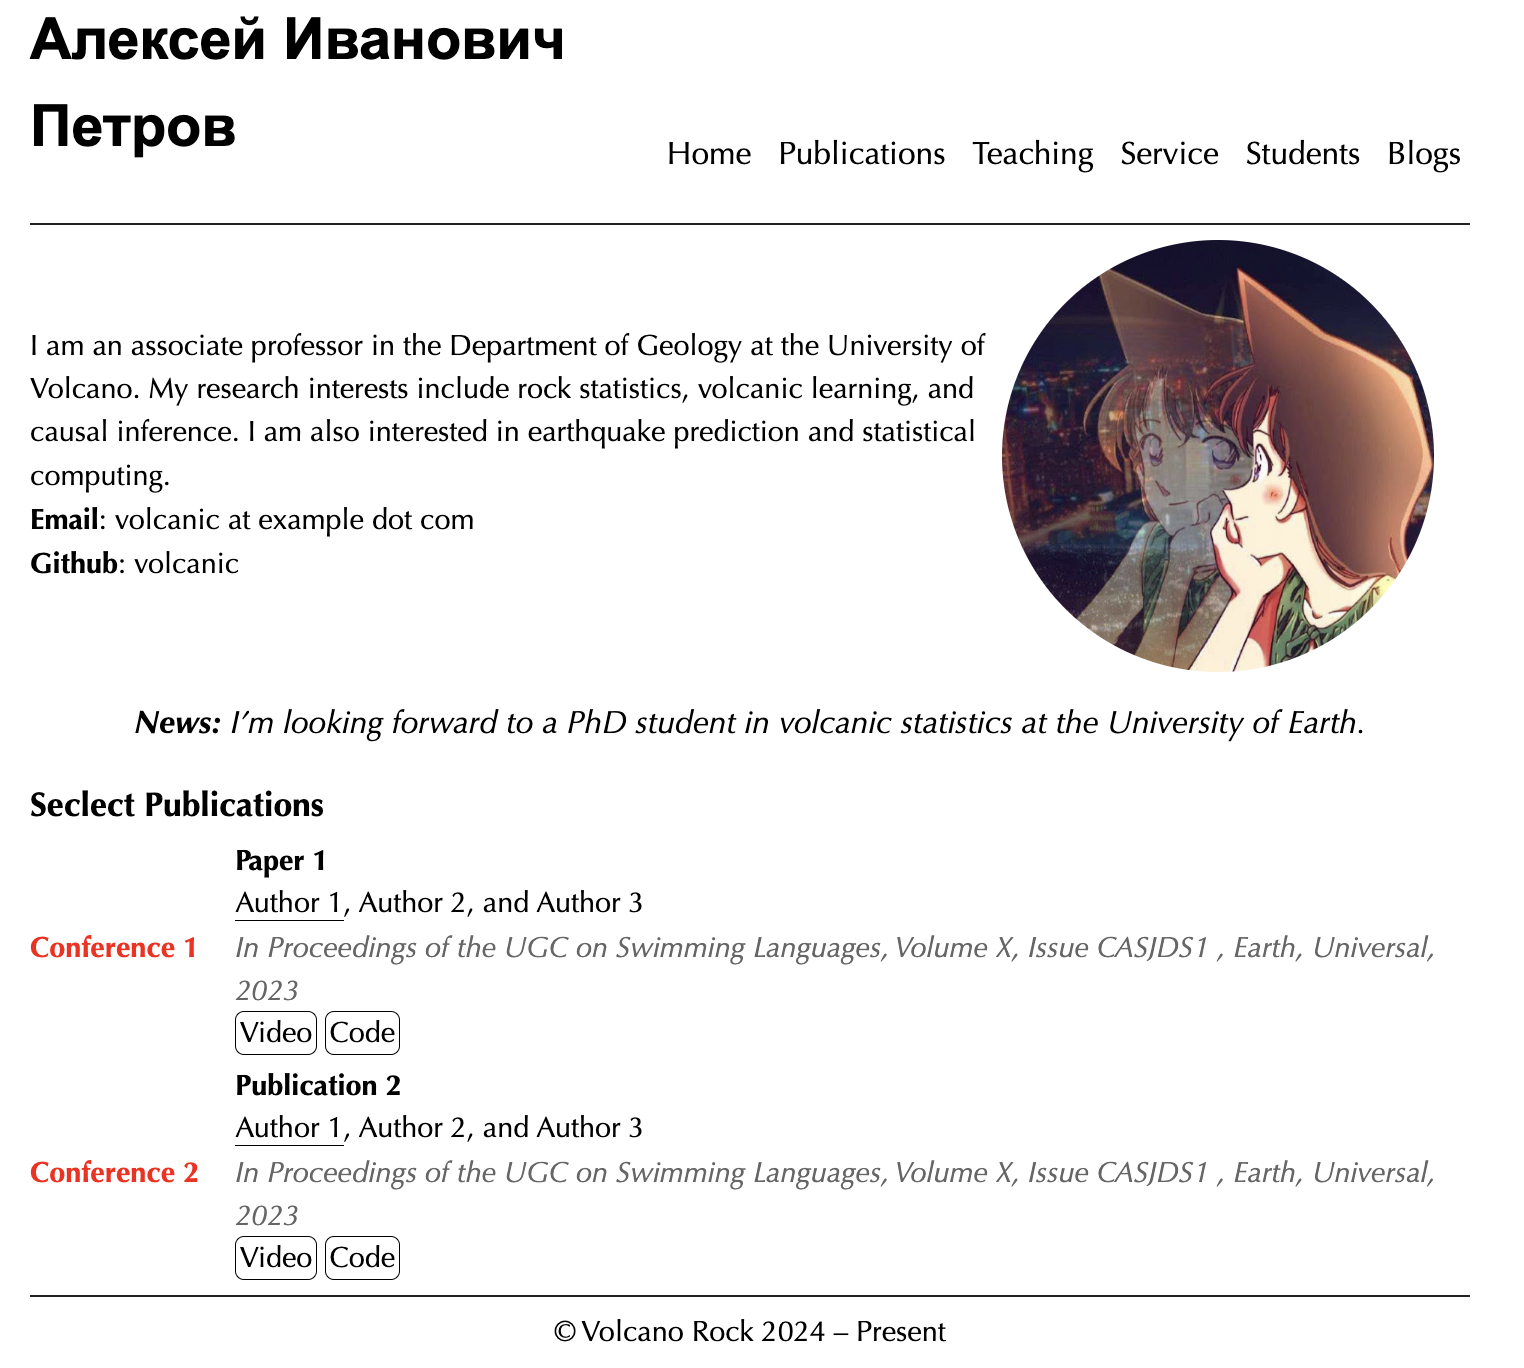 Алексей Иванович
Петров
Home Publications Teaching Service Students Blogs
I am an associate professor in the Department of Geology at the University of
Volcano. My research interests include rock statistics, volcanic learning, and
causal inference. I am also interested in earthquake prediction and statistical
computing.
Email: volcanic at example dot com
Github: volcanic
News: I’m looking forward to a PhD student in volcanic statistics at the University of Earth.
Seclect Publications
Paper 1
Author 1, Author 2, and Author 3
Conference 1 In Proceedings of the UGC on Swimming Languages, Volume X, Issue CASJDS1 , Earth, Universal,
2023
Video Code
Publication 2
Author 1, Author 2, and Author 3
Conference 2 In Proceedings of the UGC on Swimming Languages, Volume X, Issue CASJDS1 , Earth, Universal,
2023
Video Code
© Volcano Rock 2024 – Present